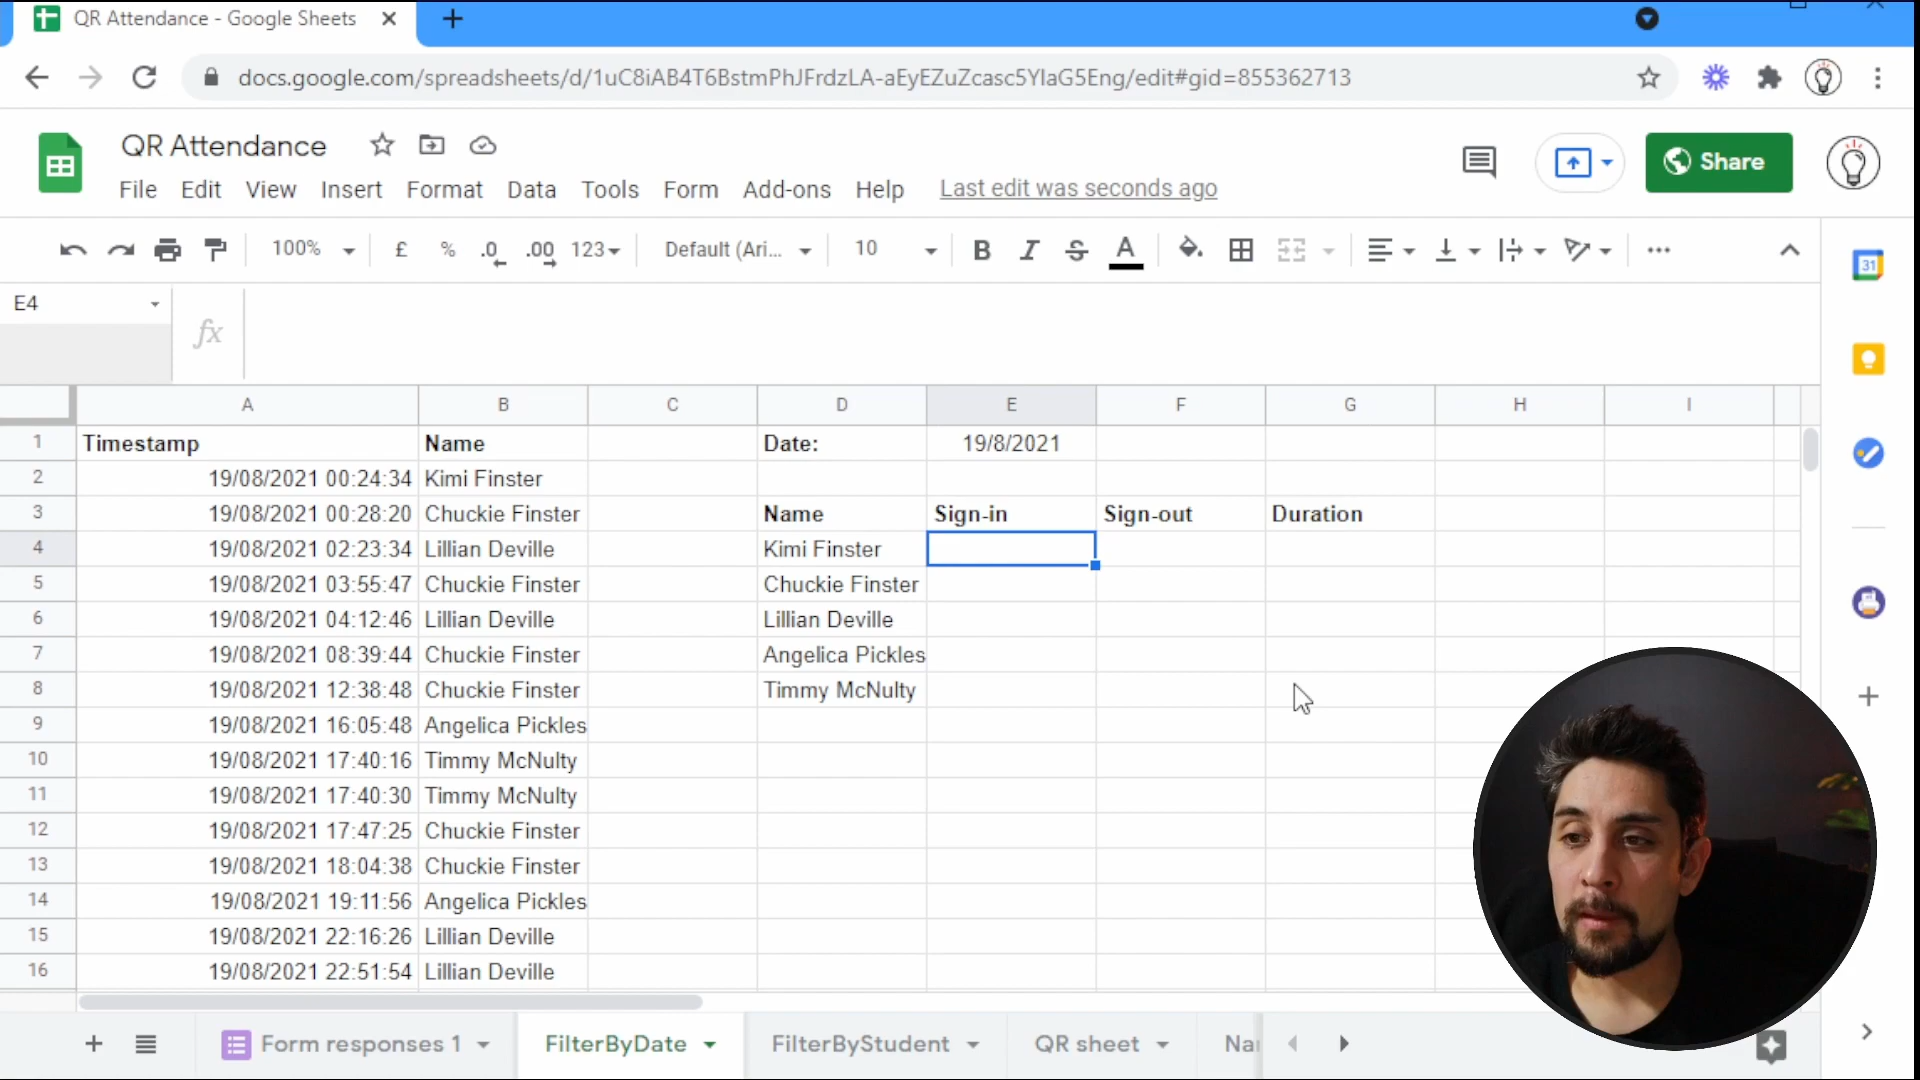 QR Attendance - Google Sheets
docs.google.com/spreadsheets/d/1uC8iAB4T6BstmPhJFrdzLA-aEyEZuZcasc5YlaG5Eng/edit#gid=855362713
QR Attendance
Share
File Edit View Insert Format Data Tools Form Add-ons Help Last edit was seconds ago
100% £ % .0 .00 123 Default (Ari... 10 B I S A
31
E4
fx
A B C D E F G H I
1 Timestamp Name Date: 19/8/2021
2 19/08/2021 00:24:34 Kimi Finster
3 19/08/2021 00:28:20 Chuckie Finster Name Sign-in Sign-out Duration
4 19/08/2021 02:23:34 Lillian Deville Kimi Finster
5 19/08/2021 03:55:47 Chuckie Finster Chuckie Finster
6 19/08/2021 04:12:46 Lillian Deville Lillian Deville
7 19/08/2021 08:39:44 Chuckie Finster Angelica Pickles
8 19/08/2021 12:38:48 Chuckie Finster Timmy McNulty
9 19/08/2021 16:05:48 Angelica Pickles
10 19/08/2021 17:40:16 Timmy McNulty
11 19/08/2021 17:40:30 Timmy McNulty
12 19/08/2021 17:47:25 Chuckie Finster
13 19/08/2021 18:04:38 Chuckie Finster
14 19/08/2021 19:11:56 Angelica Pickles
15 19/08/2021 22:16:26 Lillian Deville
16 19/08/2021 22:51:54 Lillian Deville
Form responses 1 FilterByDate FilterByStudent QR sheet